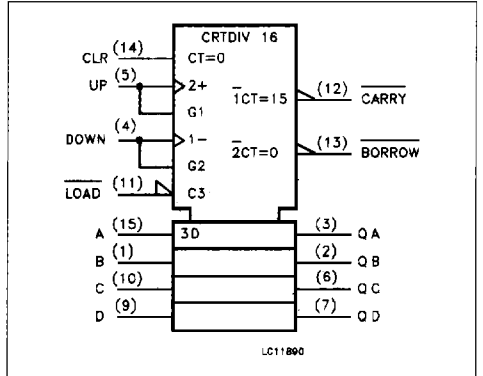 CRTDIV 16
CLR (14) CT=0
UP (5) 2+
G1
1CT=15 (12) CARRY
DOWN (4) 1-
G2
2CT=0 (13) BORROW
LOAD (11) C3
A (15) 3D (3) QA
B (1) (2) QB
C (10) (6) QC
D (9) (7) QD
LC11890